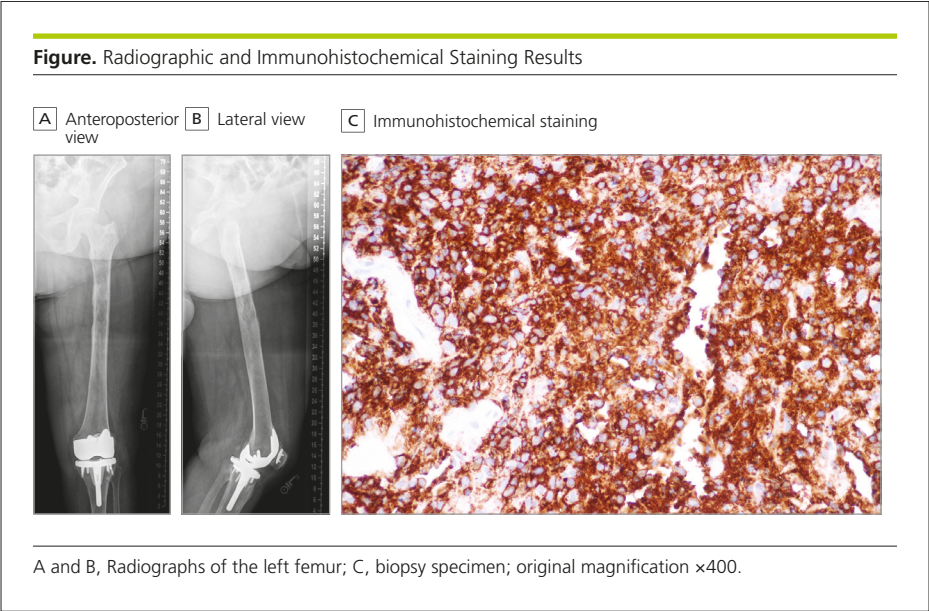 Figure. Radiographic and Immunohistochemical Staining Results
A Anteroposterior view
B Lateral view
C Immunohistochemical staining
A and B, Radiographs of the left femur; C, biopsy specimen; original magnification ×400.